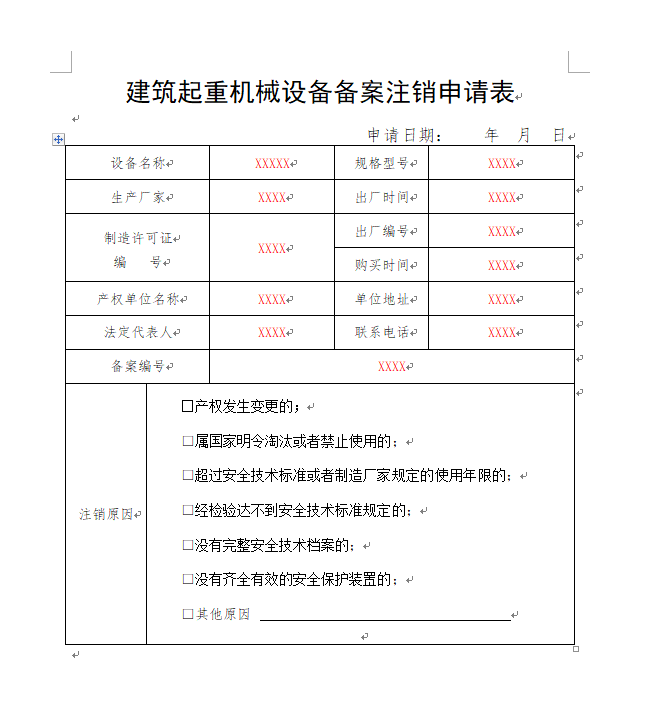 建筑起重机械设备备案注销申请表
申请日期： 年 月 日
设备名称 XXXXX 规格型号 XXXX
生产厂家 XXXX 出厂时间 XXXX
制造许可证
编 号 XXXX 出厂编号 XXXX
购买时间 XXXX
产权单位名称 XXXX 单位地址 XXXX
法定代表人 XXXX 联系电话 XXXX
备案编号 XXXX
注销原因
□产权发生变更的；
□属国家明令淘汰或者禁止使用的；
□超过安全技术标准或者制造厂家规定的使用年限的；
□经检验达不到安全技术标准规定的；
□没有完整安全技术档案的；
□没有齐全有效的安全保护装置的；
□其他原因